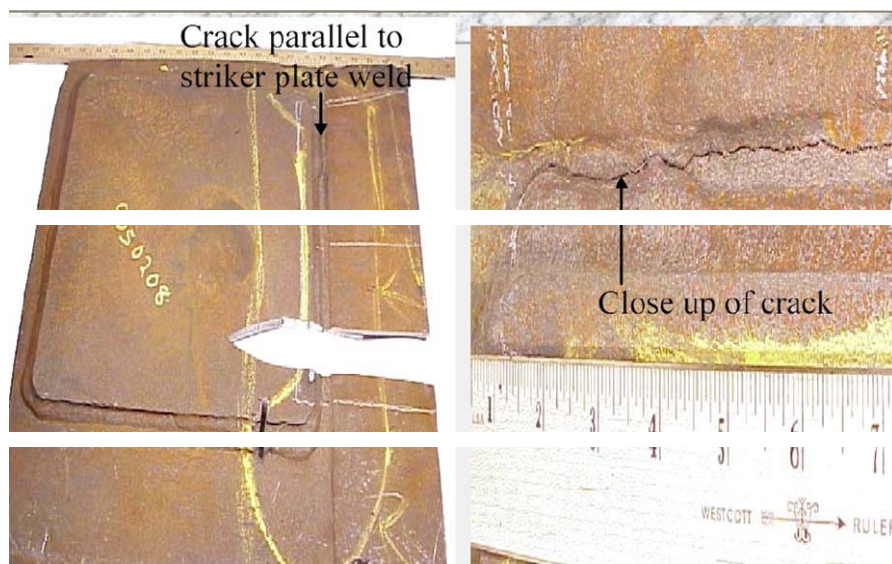 Crack parallel to
striker plate weld
Close up of crack
1 2 3 4 5 6 7
WESTCOTT
RULER
R